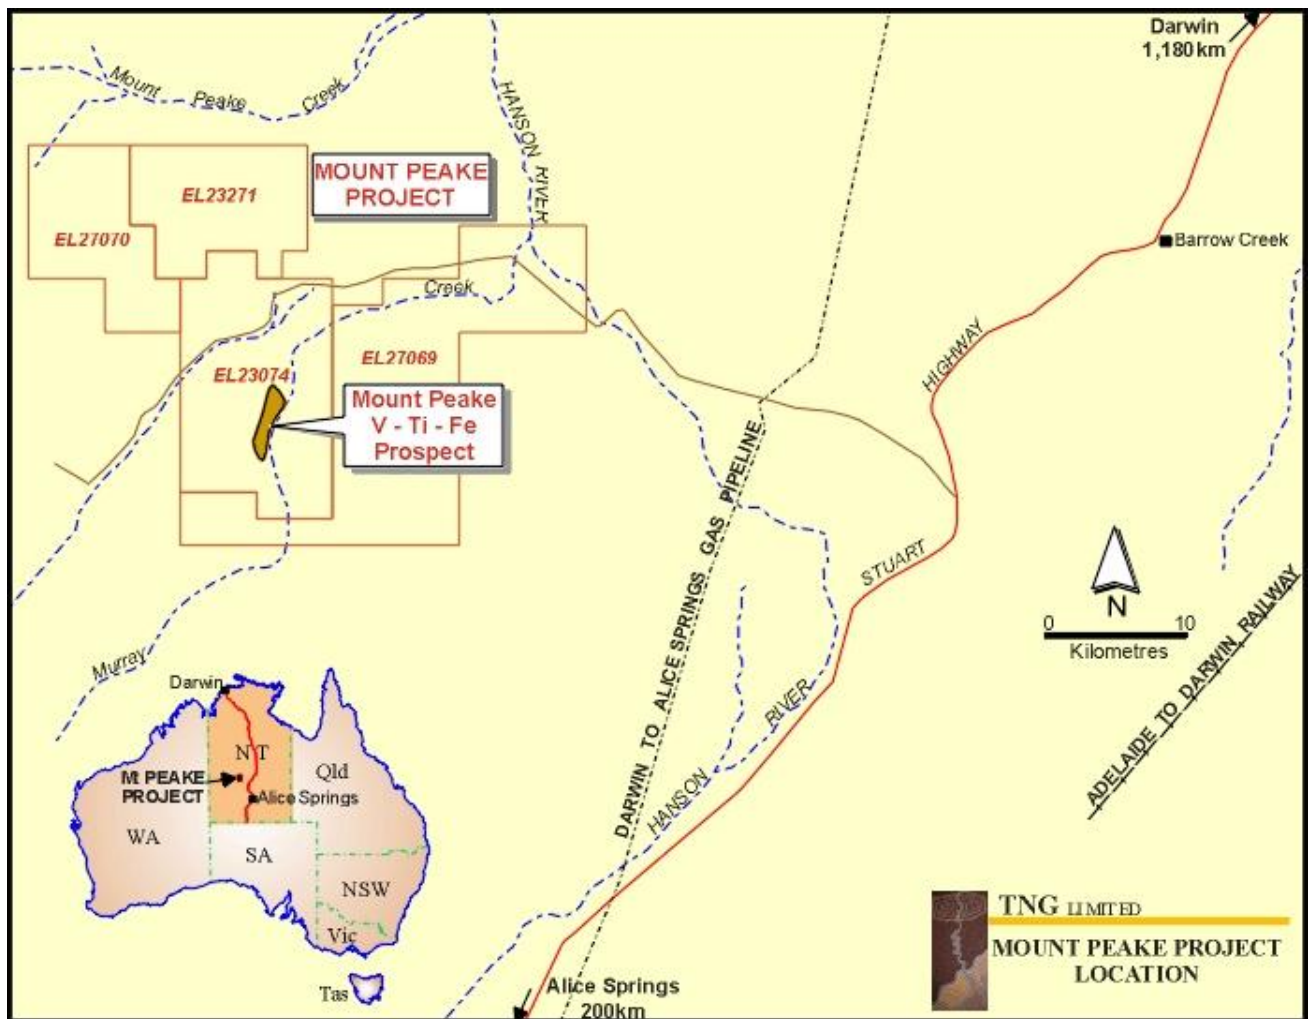 Darwin
1,180km
Mount Peake Creek
HANSON RIVER
MOUNT PEAKE
PROJECT
EL23271
EL27070
Barrow Creek
Creek
HIGHWAY
EL23074
EL27069
Mount Peake
V - Ti - Fe
Prospect
DARWIN TO ALICE SPRINGS GAS PIPELINE
STUART
N
0 10
Kilometres
ADELAIDE TO DARWIN RAILWAY
Murray
HANSON RIVER
Darwin
NT
Qld
Mt PEAKE
PROJECT
Alice Springs
WA
SA
NSW
Vic
Tas
TNG LIMITED
MOUNT PEAKE PROJECT
LOCATION
Alice Springs
200km